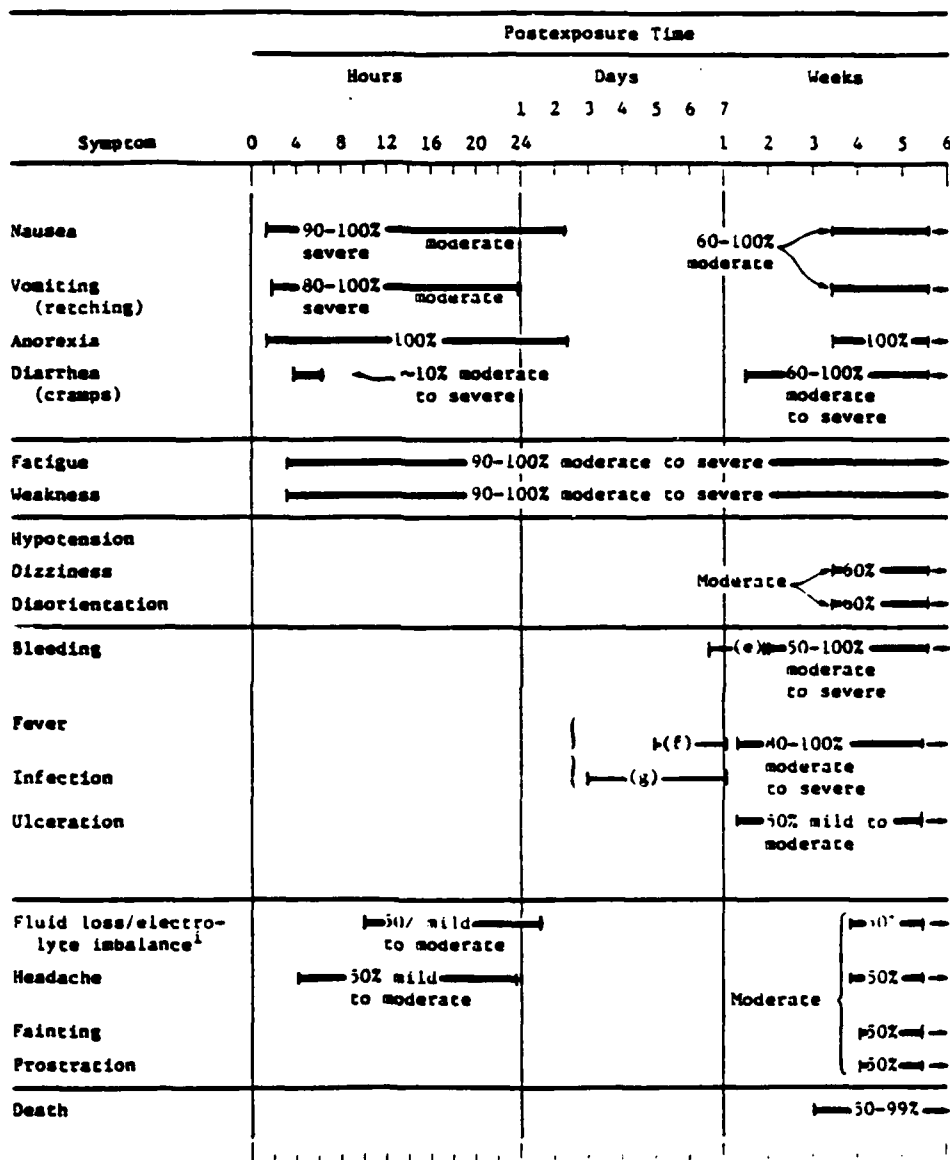 Postexposure Time
Hours Days Weeks
1 2 3 4 5 6 7
Symptom 0 4 8 12 16 20 24 1 2 3 4 5 6
Nausea 90-100% severe moderate 60-100% moderate
Vomiting (retching) 80-100% severe moderate
Anorexia 100% 100%
Diarrhea (cramps) ~10% moderate to severe 60-100% moderate to severe
Fatigue 90-100% moderate to severe
Weakness 90-100% moderate to severe
Hypotension
Dizziness Moderate 60%
Disorientation 60%
Bleeding (e) 50-100% moderate to severe
Fever (f) 40-100% moderate to severe
Infection (g)
Ulceration 50% mild to moderate
Fluid loss/electro-
lyte imbalance i mild to moderate
Headache 50% mild to moderate 50%
Moderate
Fainting 50%
Prostration 50%
Death 50-99%